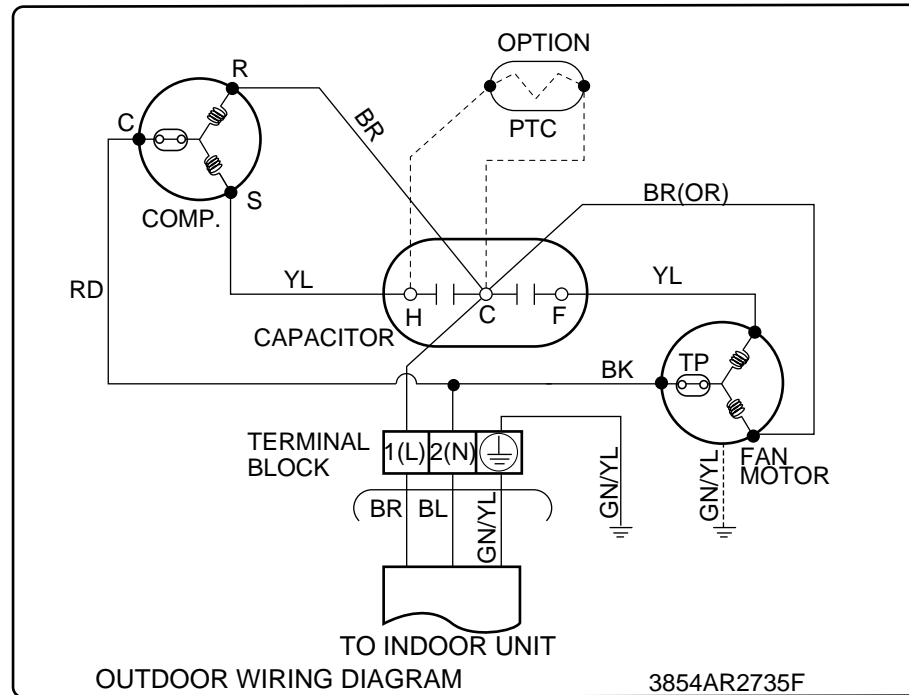 OPTION
PTC
R
C
S
COMP.
BR
BR(OR)
RD
YL
H
C
F
YL
CAPACITOR
BK
TP
TERMINAL
BLOCK
1(L)
2(N)
FAN
MOTOR
GN/YL
GN/YL
BR
BL
GN/YL
TO INDOOR UNIT
OUTDOOR WIRING DIAGRAM
3854AR2735F